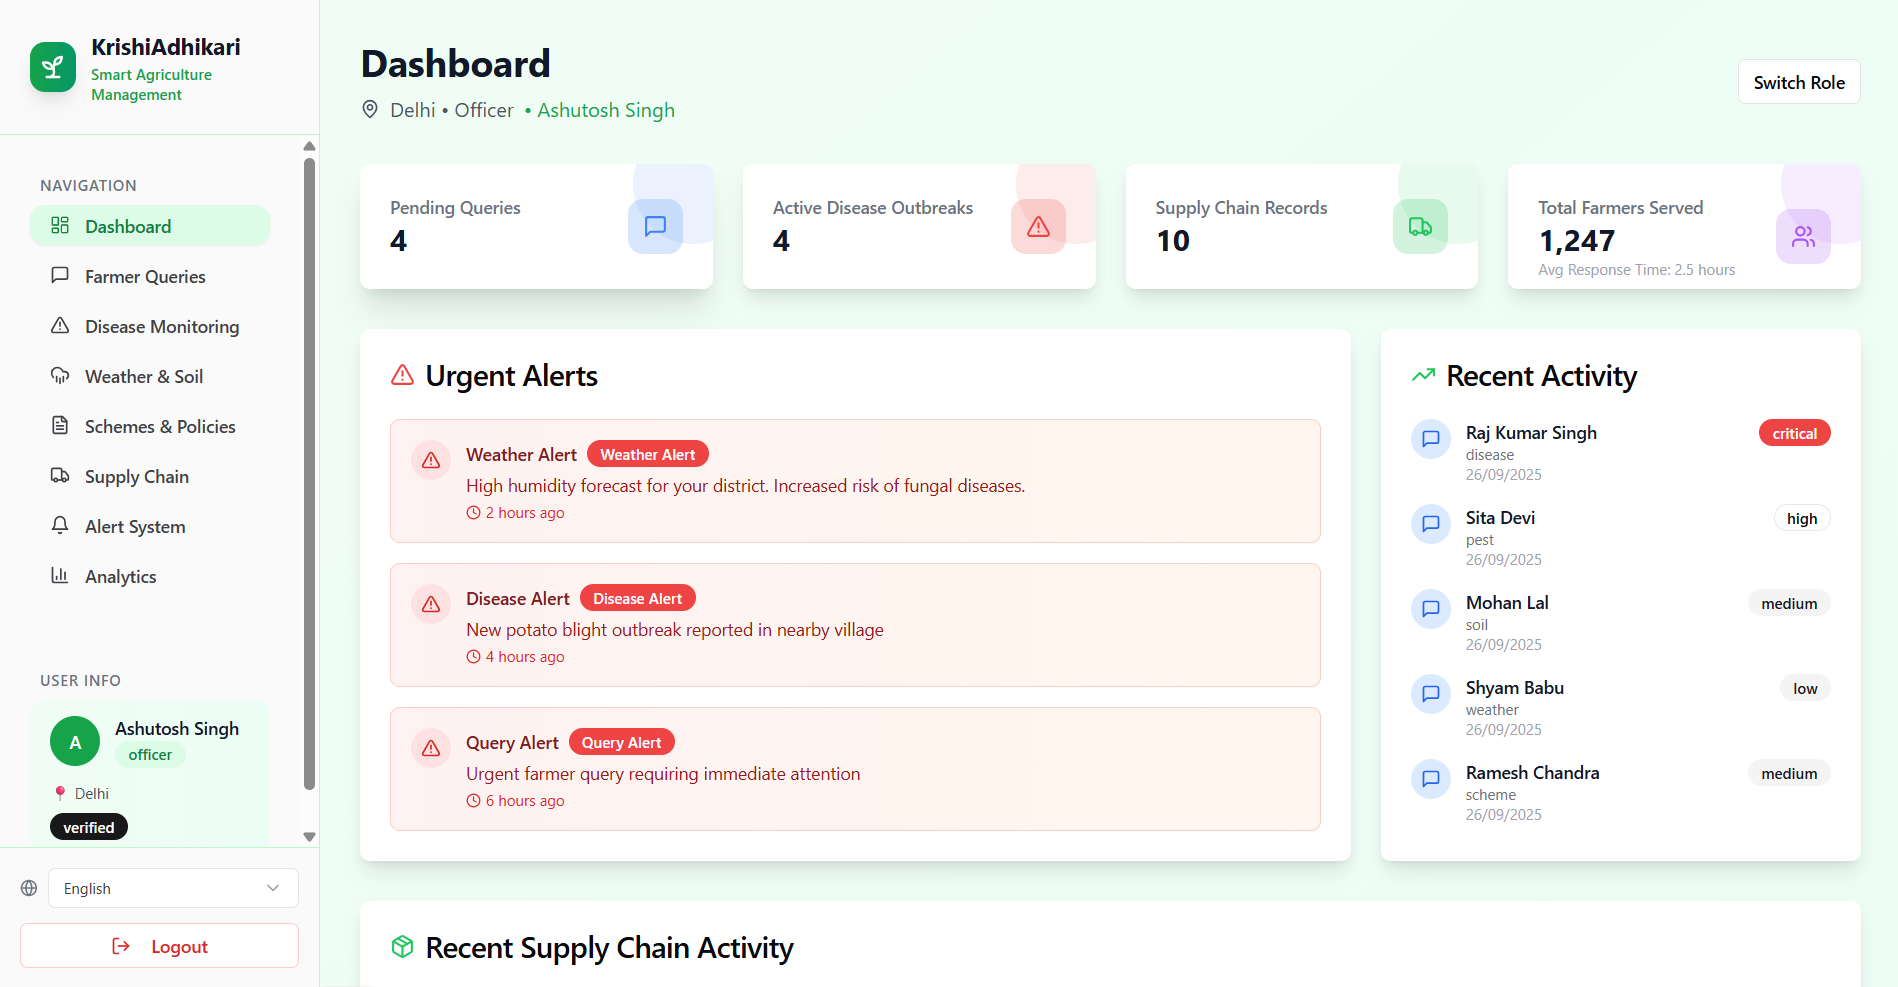 KrishiAdhikari
Smart Agriculture
Management
NAVIGATION
Dashboard
Farmer Queries
Disease Monitoring
Weather & Soil
Schemes & Policies
Supply Chain
Alert System
Analytics
USER INFO
A
Ashutosh Singh
officer
Delhi
verified
English
Logout
Dashboard
Delhi • Officer • Ashutosh Singh
Switch Role
Pending Queries
4
Active Disease Outbreaks
4
Supply Chain Records
10
Total Farmers Served
1,247
Avg Response Time: 2.5 hours
Urgent Alerts
Weather Alert Weather Alert
High humidity forecast for your district. Increased risk of fungal diseases.
2 hours ago
Disease Alert Disease Alert
New potato blight outbreak reported in nearby village
4 hours ago
Query Alert Query Alert
Urgent farmer query requiring immediate attention
6 hours ago
Recent Activity
Raj Kumar Singh critical
disease
26/09/2025
Sita Devi high
pest
26/09/2025
Mohan Lal medium
soil
26/09/2025
Shyam Babu low
weather
26/09/2025
Ramesh Chandra medium
scheme
26/09/2025
Recent Supply Chain Activity